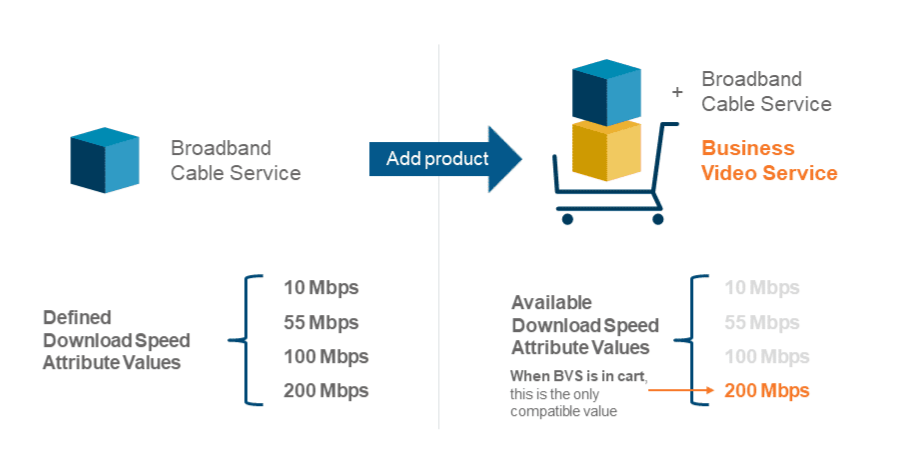 Broadband
Cable Service
Add product
+
Broadband
Cable Service
Business
Video Service
Defined
Download Speed
Attribute Values
10 Mbps
55 Mbps
100 Mbps
200 Mbps
Available
Download Speed
Attribute Values
When BVS is in cart,
this is the only
compatible value
10 Mbps
55 Mbps
100 Mbps
200 Mbps